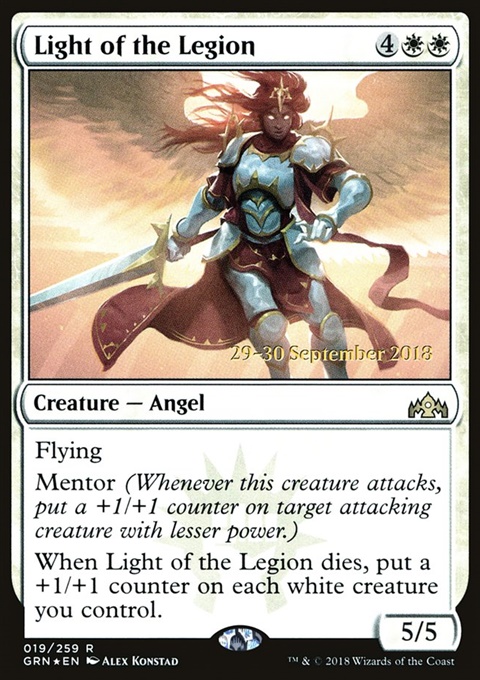 Light of the Legion 4
29-30 September 2018
Creature — Angel
Flying
Mentor (Whenever this creature attacks,
put a +1/+1 counter on target attacking
creature with lesser power.)
When Light of the Legion dies, put a
+1/+1 counter on each white creature
you control.
5/5
019/259 R
GRN★EN Alex Konstad
™ & © 2018 Wizards of the Coast